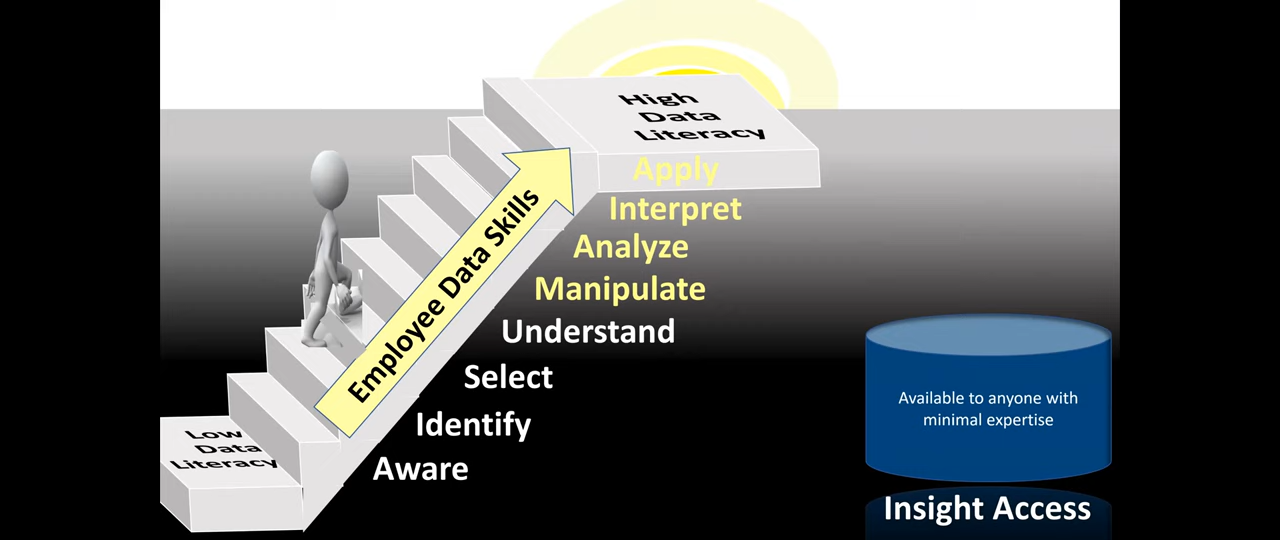 High
Data
Literacy
Apply
Interpret
Analyze
Manipulate
Understand
Select
Identify
Aware
Employee Data Skills
Low
Data
Literacy
Available to anyone with
minimal expertise
Insight Access